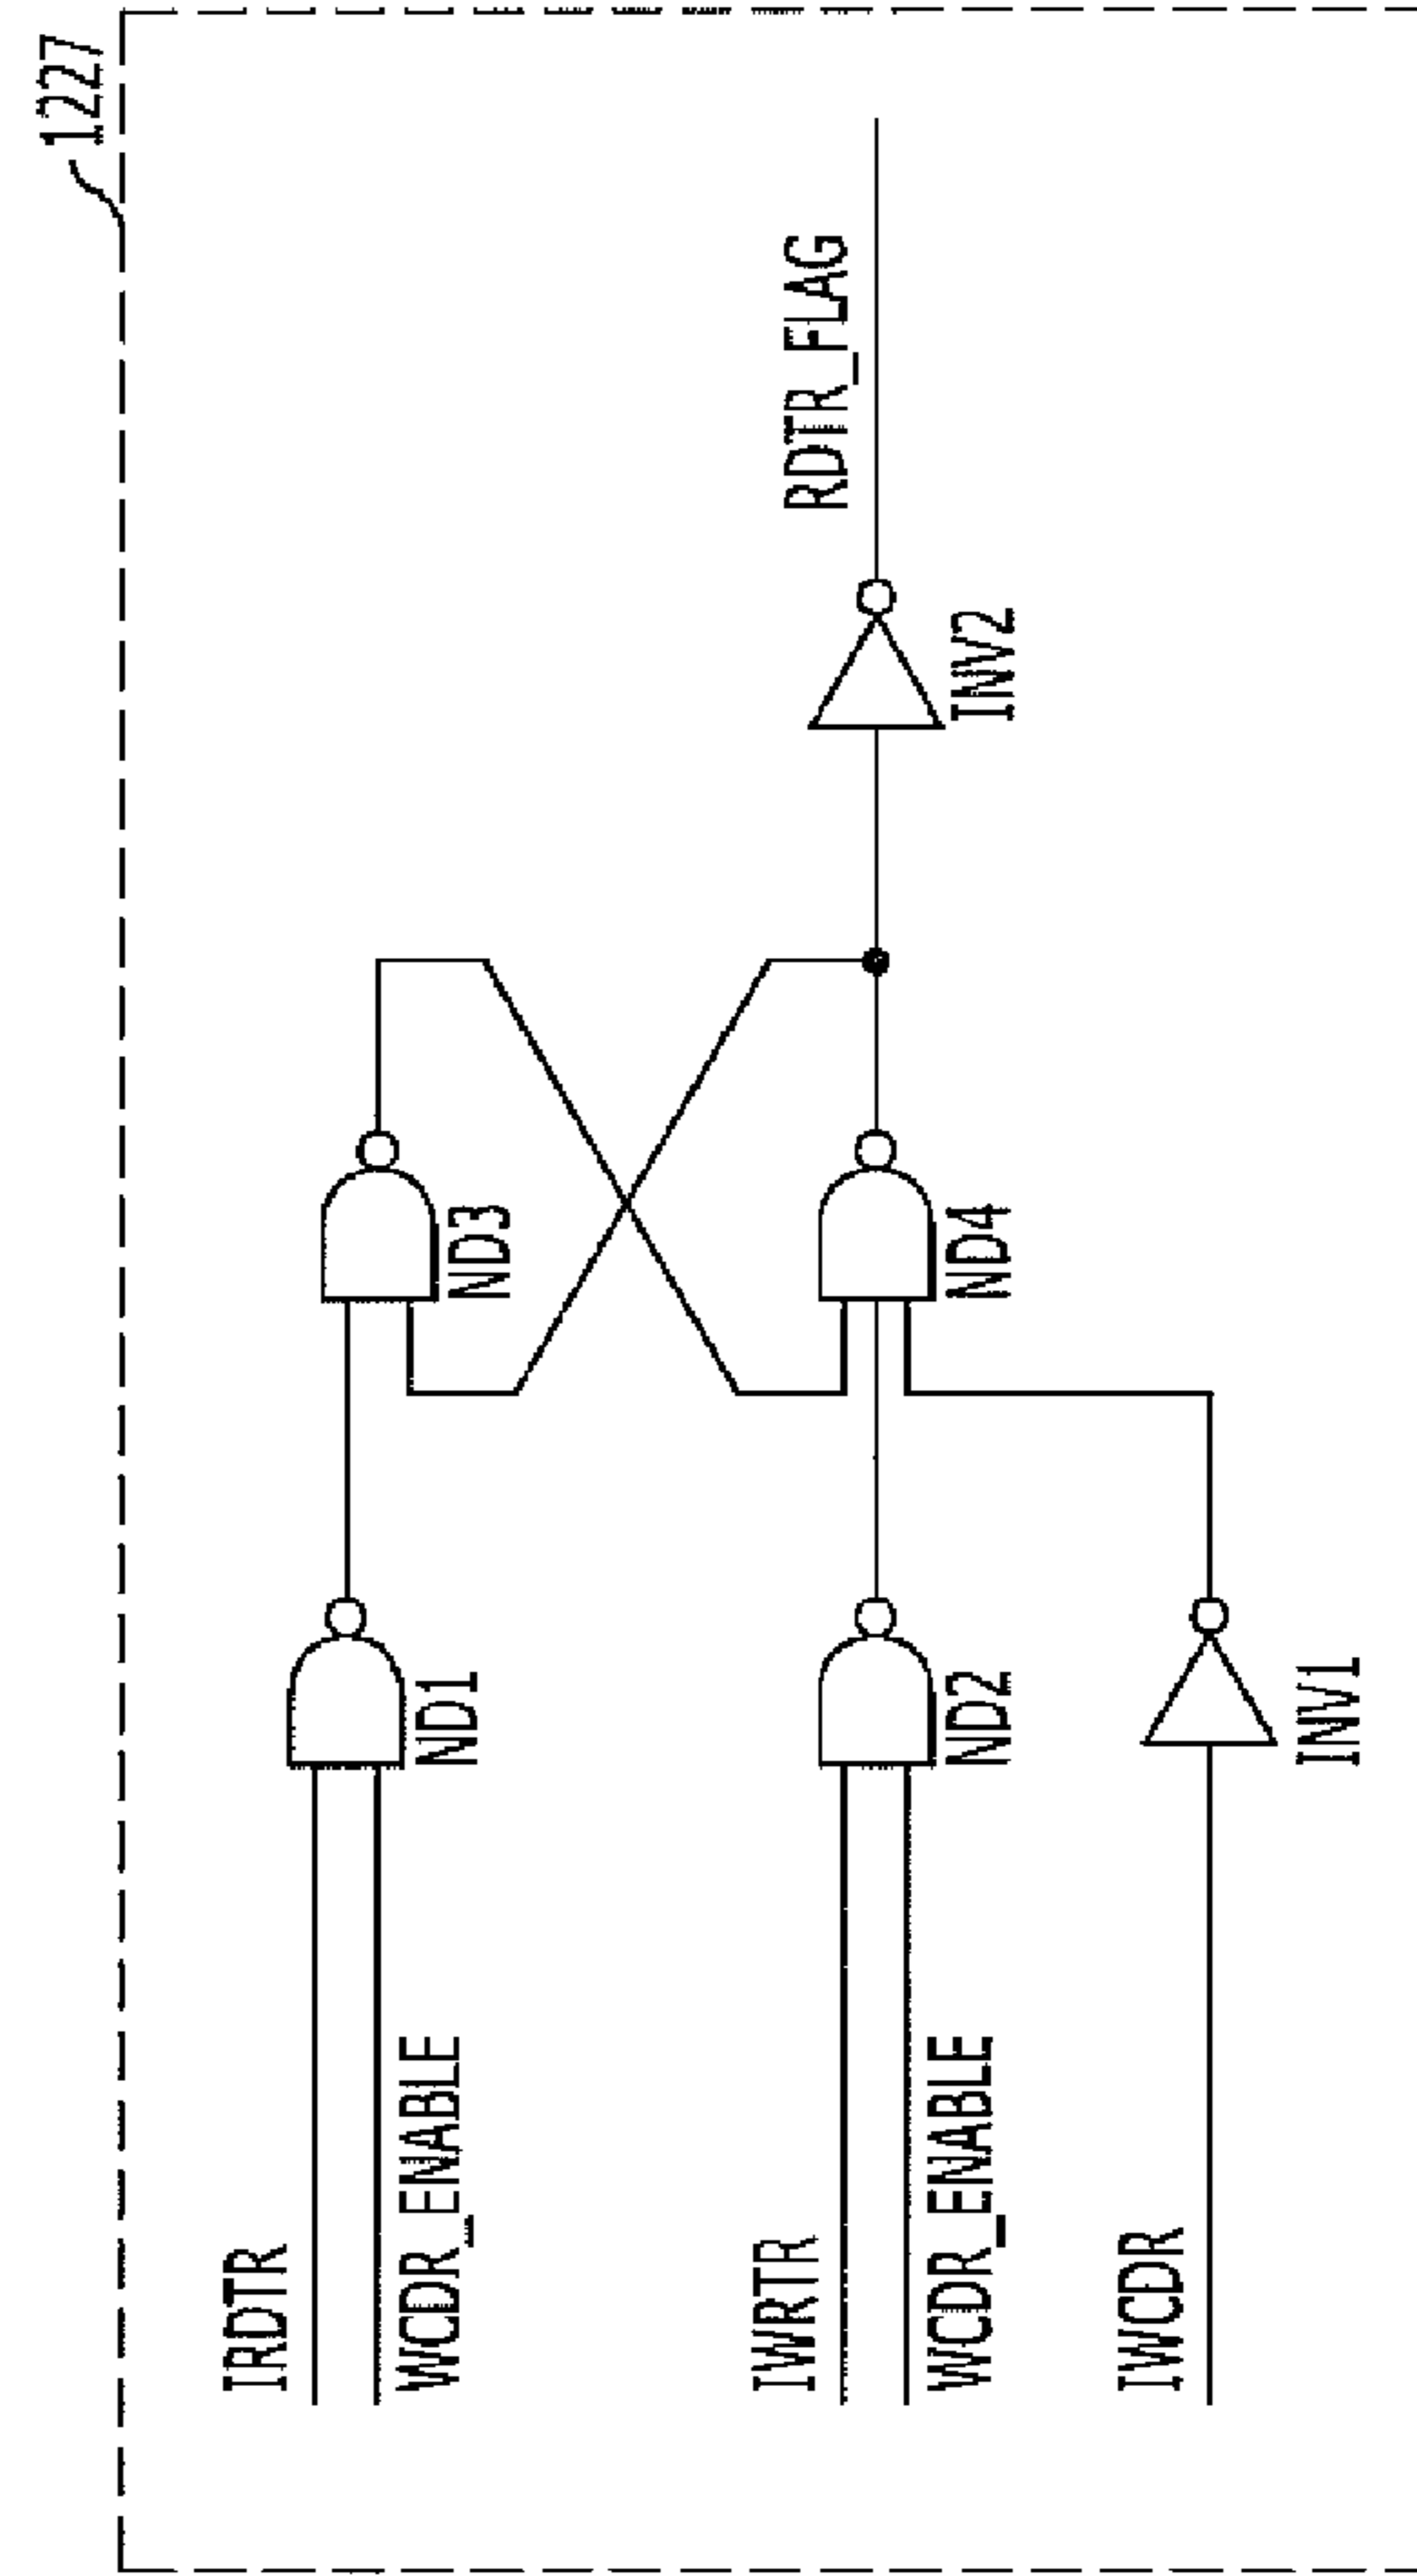 1227
IRDTR
WCDR_ENABLE
ND1
ND3
IWRTR
WCDR_ENABLE
ND2
ND4
INV2
RDTR_FLAG
IWCDR
INV1